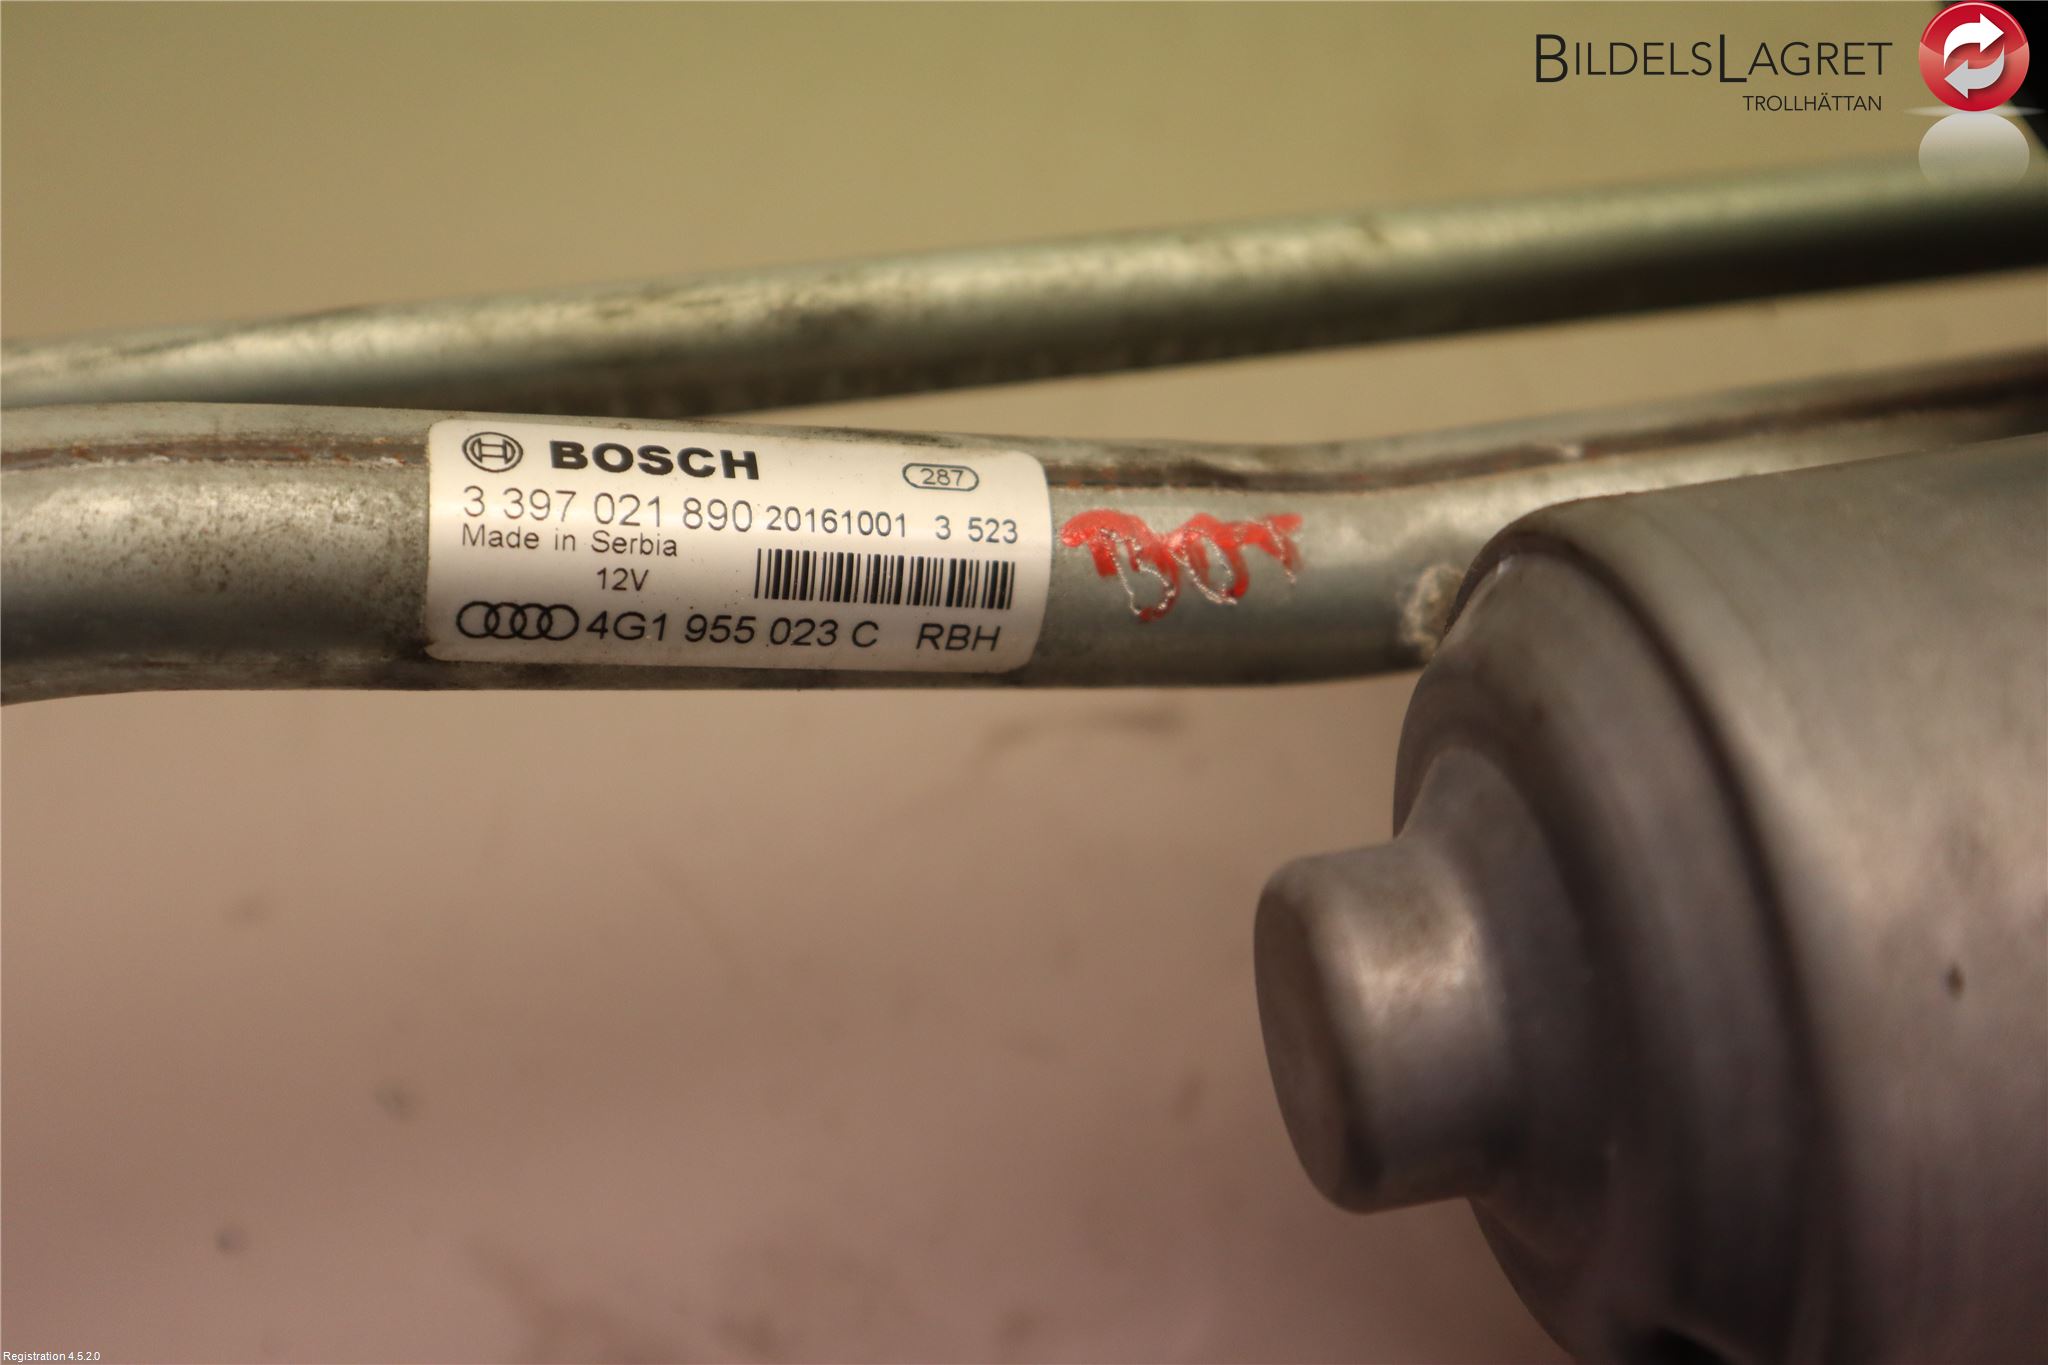 BILDELSLAGRET
TROLLHÄTTAN
BOSCH 287
3 397 021 890 20161001 3 523
Made in Serbia
12V
4G1 955 023 C RBH
Registration 4.5.2.0